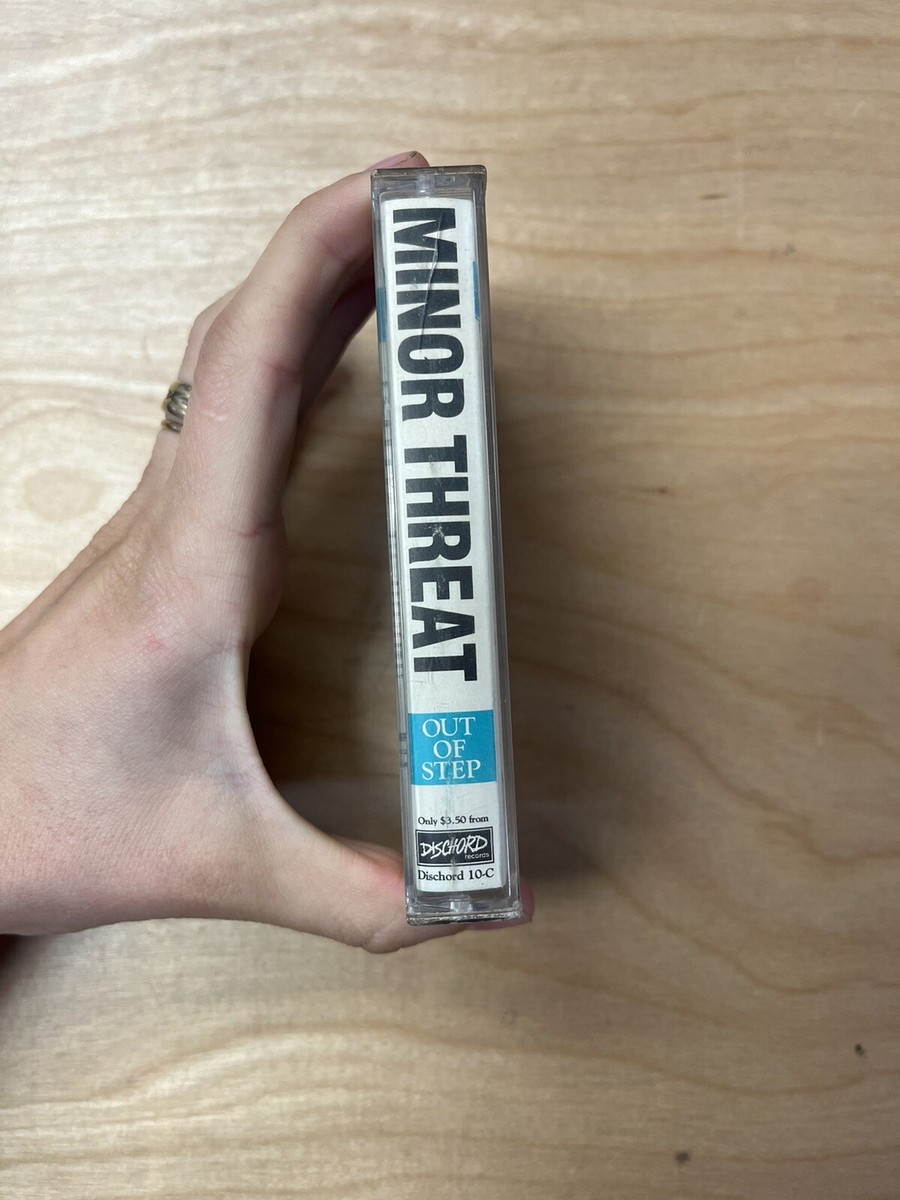 MINOR THREAT
OUT
OF
STEP
Only $3.50 from
DISCHORD
records
Dischord 10-C